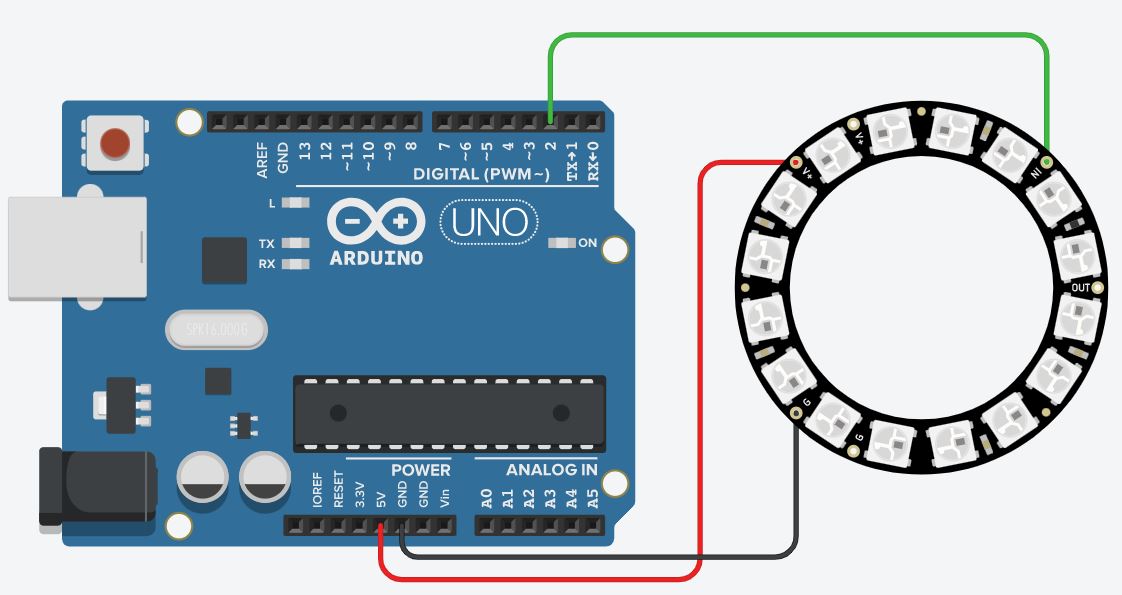 AREF
GND
13
12
~11
~10
~9
8
7
~6
~5
4
~3
2
TX→1
RX←0
DIGITAL (PWM~)
L
TX
RX
UNO
ON
ARDUINO
SPK16.000G
IOREF
RESET
3.3V
5V
GND
GND
Vin
POWER
ANALOG IN
A0
A1
A2
A3
A4
A5
V+
V+
IN
OUT
G
G